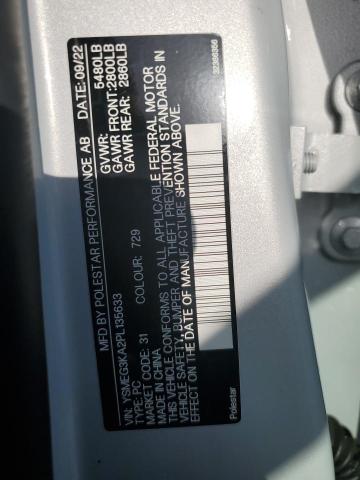 MFD BY POLESTAR PERFORMANCE AB DATE: 09/22
GVWR: 5480LB
GAWR FRONT: 2800LB
GAWR REAR: 2860LB
VIN: YSMEG3KA2PL135633
TYPE: PC
MARKET CODE: 31 COLOUR: 729
THIS VEHICLE CONFORMS TO ALL APPLICABLE FEDERAL MOTOR
VEHICLE SAFETY, BUMPER AND THEFT PREVENTION STANDARDS IN
EFFECT ON THE DATE OF MANUFACTURE SHOWN ABOVE.
MADE IN CHINA
Polestar
32386356